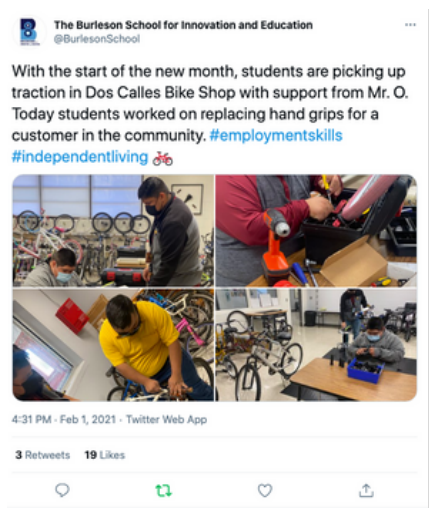 The Burleson School for Innovation and Education
@BurlesonSchool
With the start of the new month, students are picking up
traction in Dos Calles Bike Shop with support from Mr. O.
Today students worked on replacing hand grips for a
customer in the community. #employmentskills
#independentliving 🚲
4:31 PM · Feb 1, 2021 · Twitter Web App
3 Retweets 19 Likes